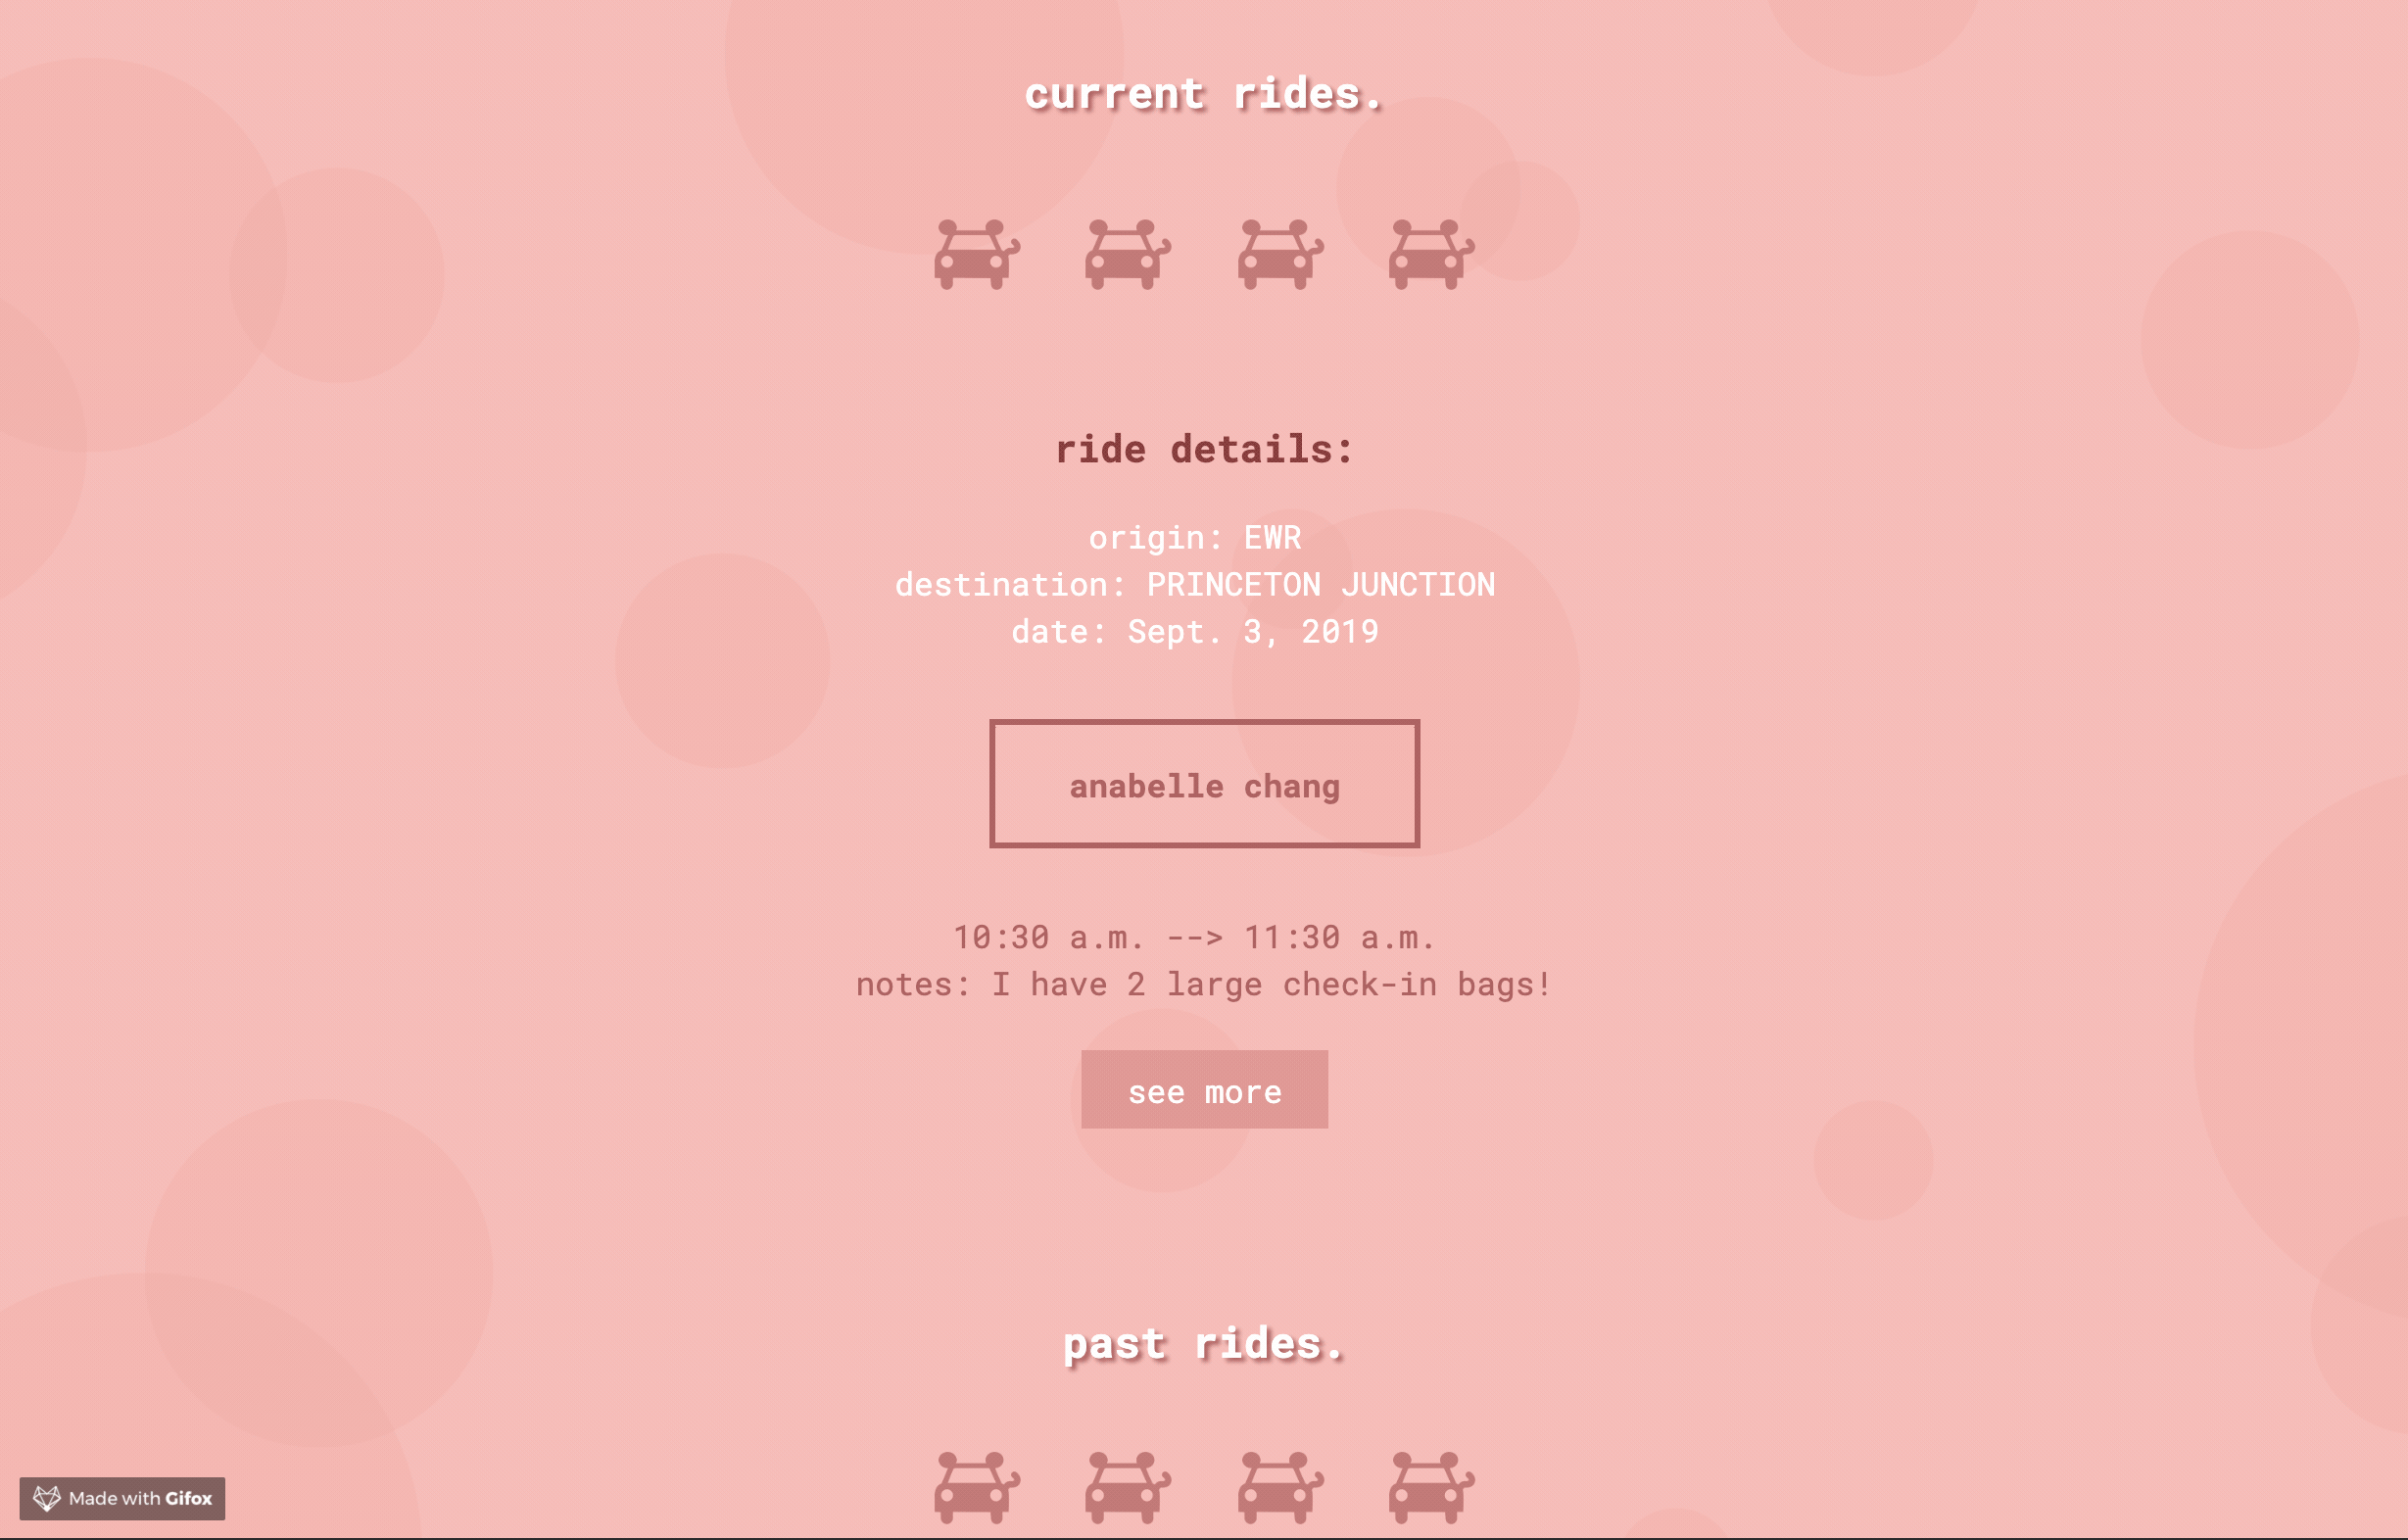 current rides.
ride details:
origin: EWR
destination: PRINCETON JUNCTION
date: Sept. 3, 2019
anabelle chang
10:30 a.m. --> 11:30 a.m.
notes: I have 2 large check-in bags!
see more
past rides.
Made with Gifox